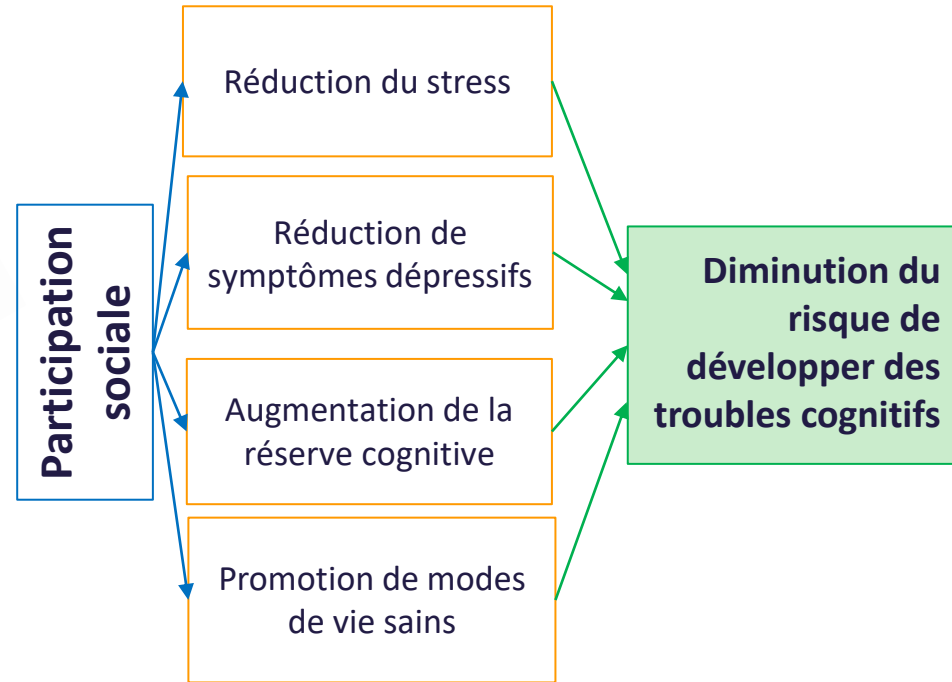 Participation
sociale
Réduction du stress
Réduction de
symptômes dépressifs
Augmentation de la
réserve cognitive
Promotion de modes
de vie sains
Diminution du
risque de
développer des
troubles cognitifs